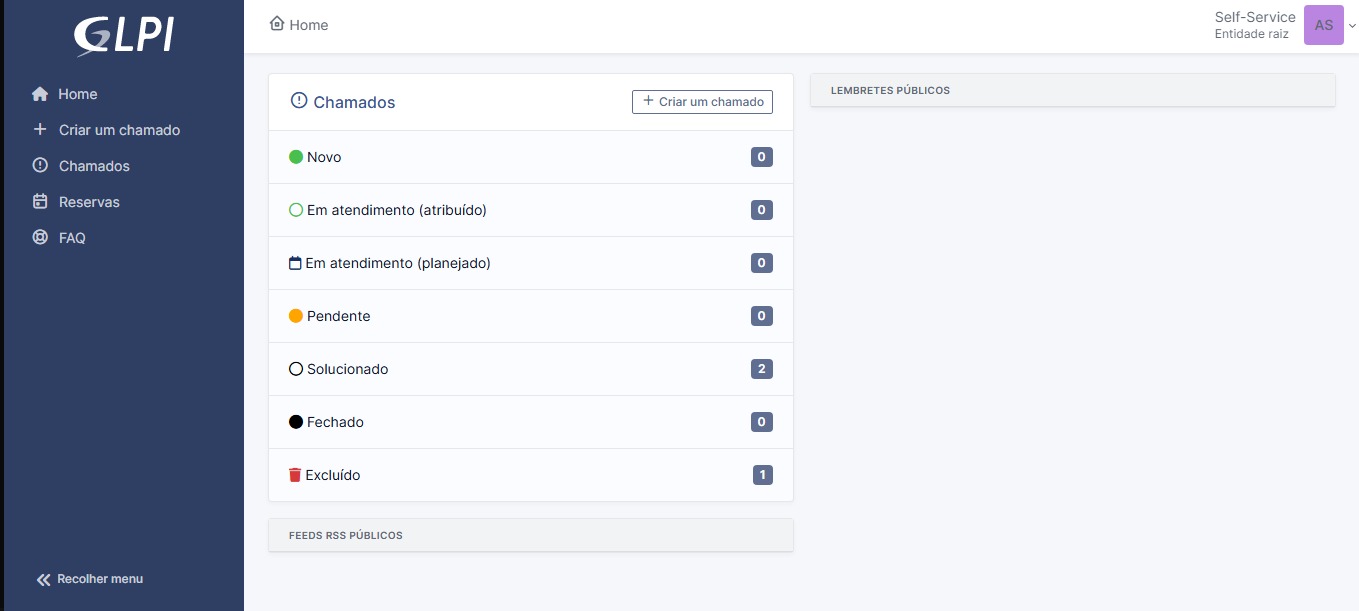 GLPI
Home
Criar um chamado
Chamados
Reservas
FAQ
Recolher menu
Home
Self-Service
Entidade raiz
AS
Chamados
+ Criar um chamado
Novo 0
Em atendimento (atribuído) 0
Em atendimento (planejado) 0
Pendente 0
Solucionado 2
Fechado 0
Excluído 1
FEEDS RSS PÚBLICOS
LEMBRETES PÚBLICOS